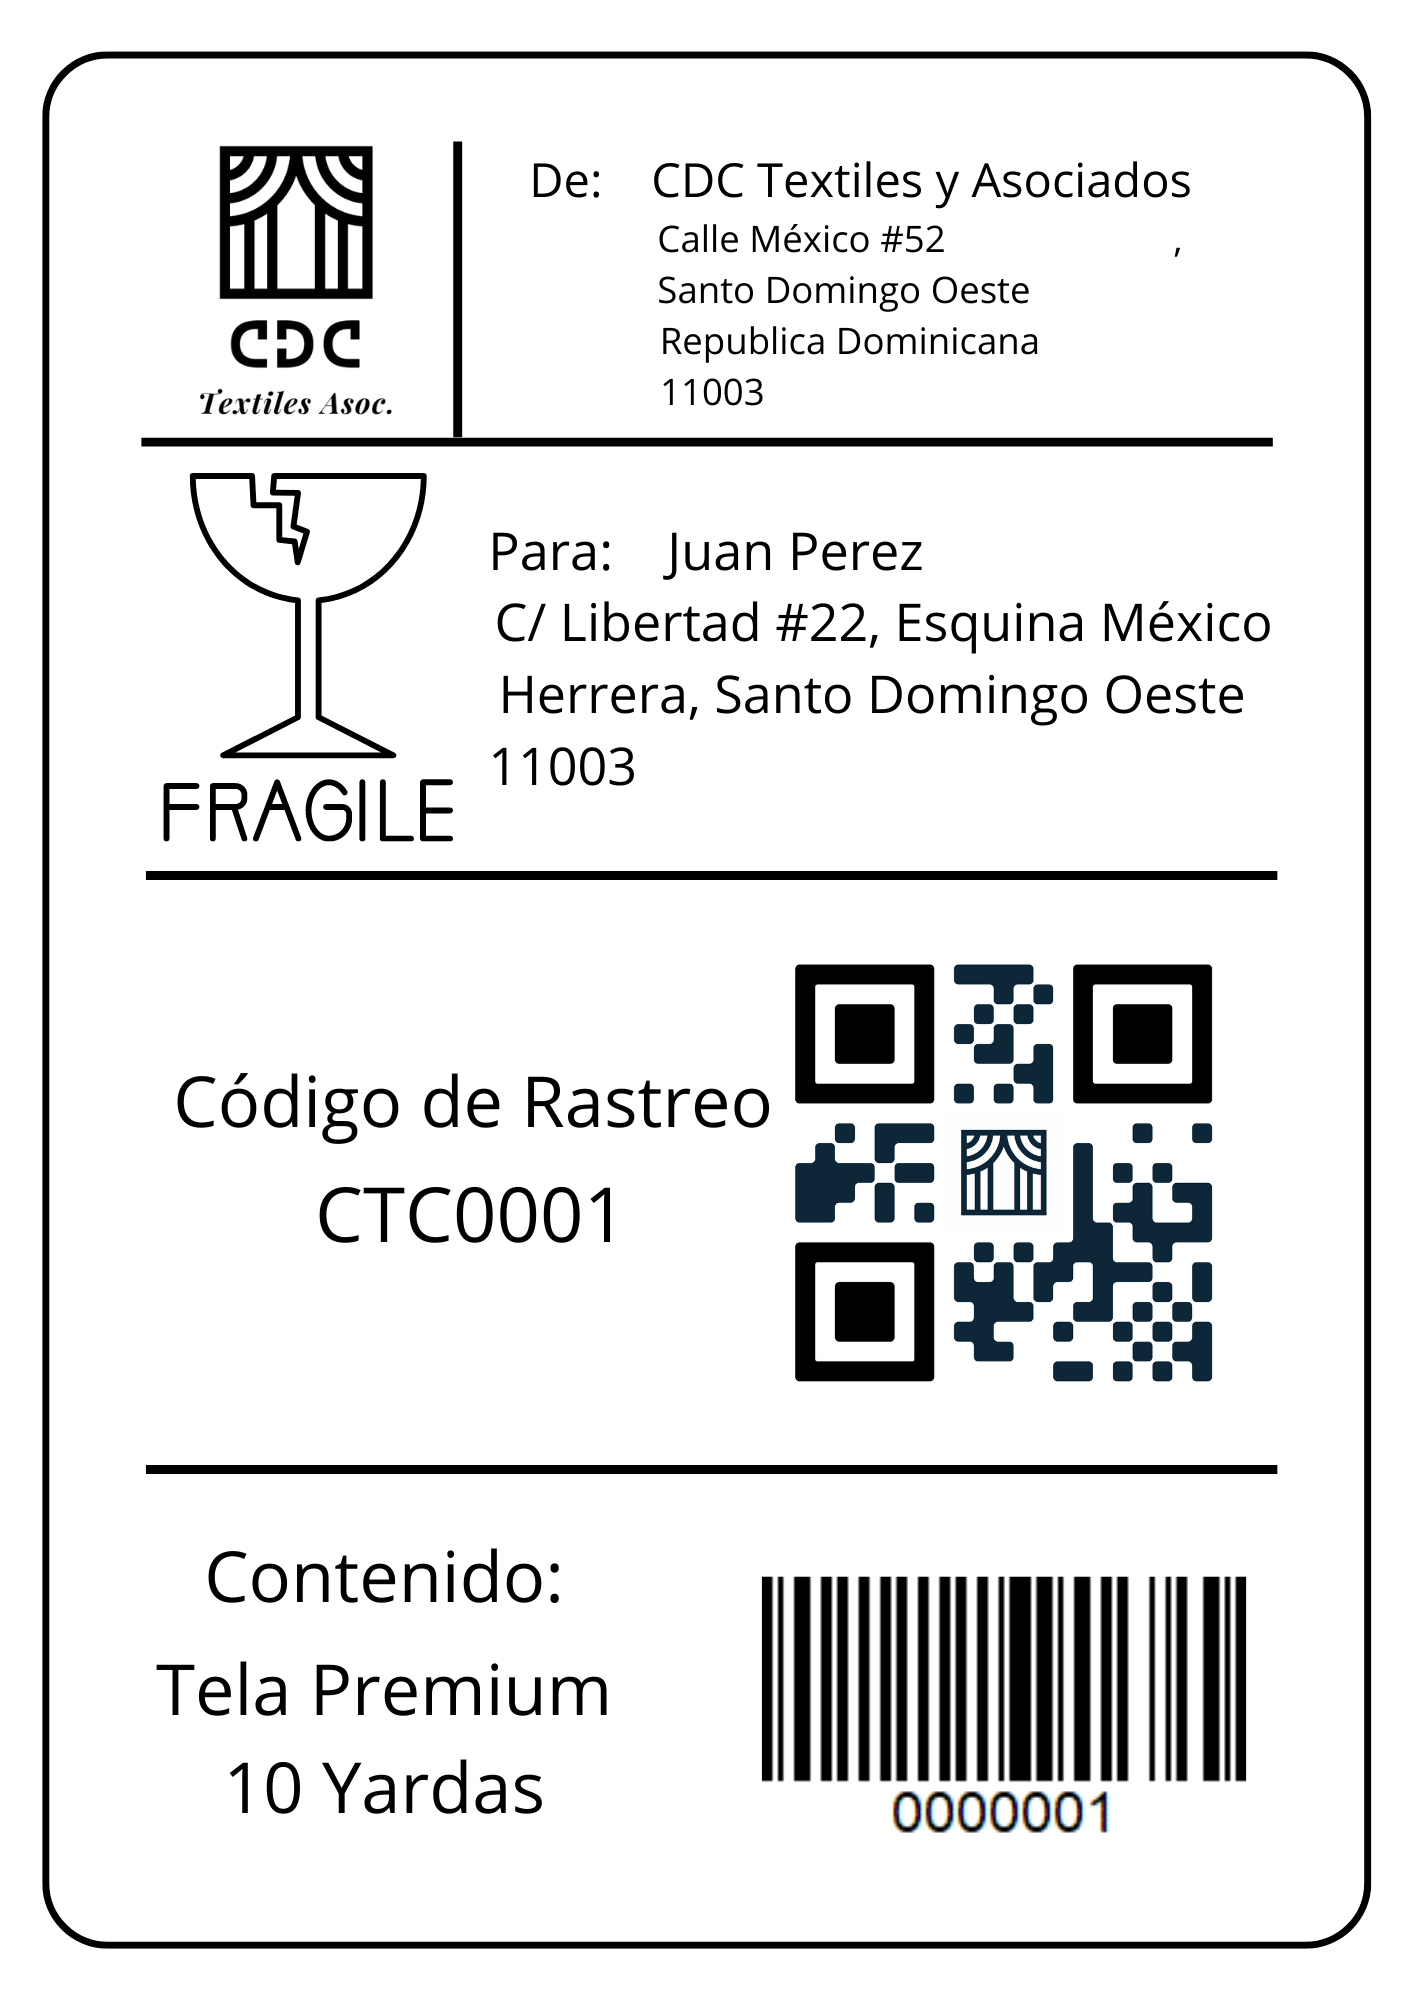 CDC
Textiles Asoc.
De: CDC Textiles y Asociados
Calle México #52 ,
Santo Domingo Oeste
Republica Dominicana
11003
FRAGILE
Para: Juan Perez
C/ Libertad #22, Esquina México
Herrera, Santo Domingo Oeste
11003
Código de Rastreo
CTC0001
Contenido:
Tela Premium
10 Yardas
0000001